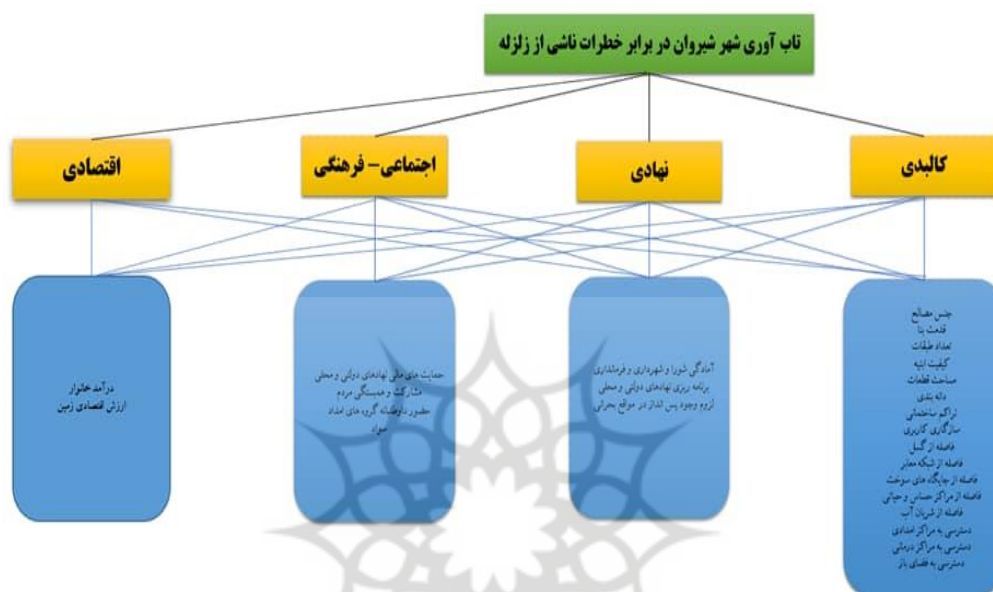 تاب آوری شهر شیروان در برابر خطرات ناشی از زلزله
کالبدی
نهادی
اجتماعی- فرهنگی
اقتصادی
جنس مصالح
قدمت بنا
تعداد طبقات
کیفیت ابنیه
مساحت قطعات
دانه بندی
تراکم ساختمانی
سازگاری کاربری
فاصله از گسل
فاصله از شبکه معابر
فاصله از جایگاه های سوخت
فاصله از مراکز حساس و حیاتی
فاصله از شریان آب
دسترسی به مراکز امدادی
دسترسی به مراکز درمانی
دسترسی به فضای باز
آمادگی شورا و شهرداری و فرمانداری
برنامه ریزی نهادهای دولتی و محلی
لزوم وجود پس انداز در مواقع بحرانی
حمایت های مالی نهادهای دولتی و محلی
مشارکت و همبستگی مردم
حضور داوطلبانه گروه های امداد
سواد
درآمد خانوار
ارزش اقتصادی زمین